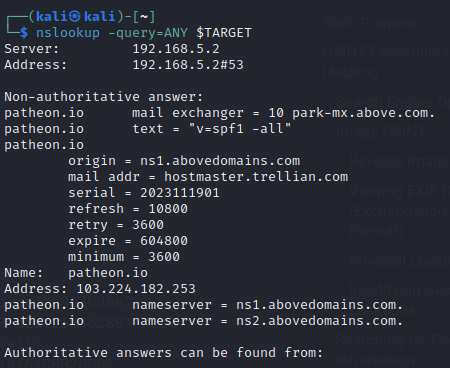 ┌──(kali㉿kali)-[~]
└─$ nslookup -query=ANY $TARGET
Server:         192.168.5.2
Address:        192.168.5.2#53

Non-authoritative answer:
patheon.io      mail exchanger = 10 park-mx.above.com.
patheon.io      text = "v=spf1 -all"
patheon.io
        origin = ns1.abovedomains.com
        mail addr = hostmaster.trellian.com
        serial = 2023111901
        refresh = 10800
        retry = 3600
        expire = 604800
        minimum = 3600
Name:   patheon.io
Address: 103.224.182.253
patheon.io      nameserver = ns1.abovedomains.com.
patheon.io      nameserver = ns2.abovedomains.com.

Authoritative answers can be found from: